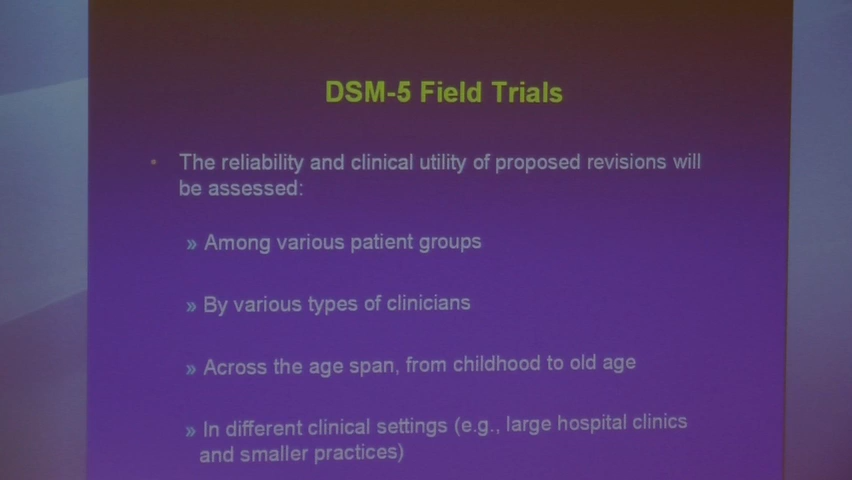 DSM-5 Field Trials
• The reliability and clinical utility of proposed revisions will
be assessed:
» Among various patient groups
» By various types of clinicians
» Across the age span, from childhood to old age
» In different clinical settings (e.g., large hospital clinics
and smaller practices)